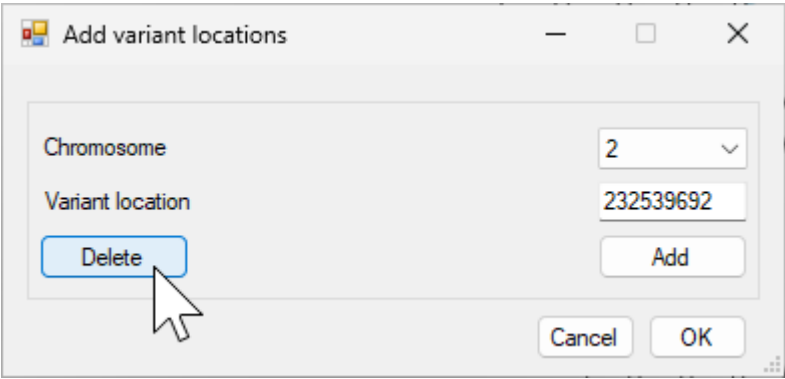 Add variant locations
Chromosome 2
Variant location 232539692
Delete Add
Cancel OK